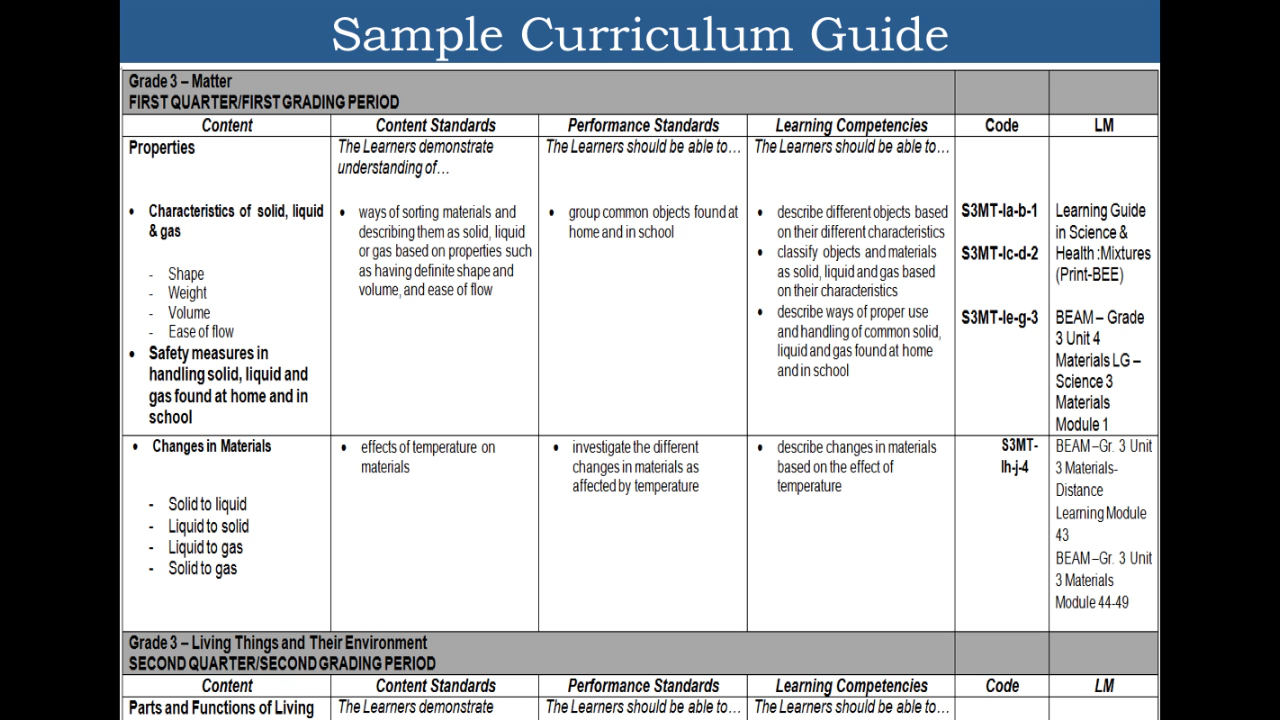 Sample Curriculum Guide
Grade 3 – Matter
FIRST QUARTER/FIRST GRADING PERIOD
Content
Content Standards
Performance Standards
Learning Competencies
Code
LM
Properties
• Characteristics of solid, liquid
& gas
- Shape
- Weight
- Volume
- Ease of flow
• Safety measures in
handling solid, liquid and
gas found at home and in
school
The Learners demonstrate
understanding of…
• ways of sorting materials and
describing them as solid, liquid
or gas based on properties such
as having definite shape and
volume, and ease of flow
The Learners should be able to…
• group common objects found at
home and in school
The Learners should be able to…
• describe different objects based
on their different characteristics
• classify objects and materials
as solid, liquid and gas based
on their characteristics
• describe ways of proper use
and handling of common solid,
liquid and gas found at home
and in school
S3MT-Ia-b-1
S3MT-Ic-d-2
S3MT-Ie-g-3
Learning Guide
in Science &
Health :Mixtures
(Print-BEE)
BEAM – Grade
3 Unit 4
Materials LG –
Science 3
Materials
Module 1
• Changes in Materials
- Solid to liquid
- Liquid to solid
- Liquid to gas
- Solid to gas
• effects of temperature on
materials
• investigate the different
changes in materials as
affected by temperature
• describe changes in materials
based on the effect of
temperature
S3MT-
Ih-j-4
BEAM –Gr. 3 Unit
3 Materials-
Distance
Learning Module
43
BEAM –Gr. 3 Unit
3 Materials
Module 44-49
Grade 3 – Living Things and Their Environment
SECOND QUARTER/SECOND GRADING PERIOD
Content
Content Standards
Performance Standards
Learning Competencies
Code
LM
Parts and Functions of Living
The Learners demonstrate
The Learners should be able to…
The Learners should be able to…